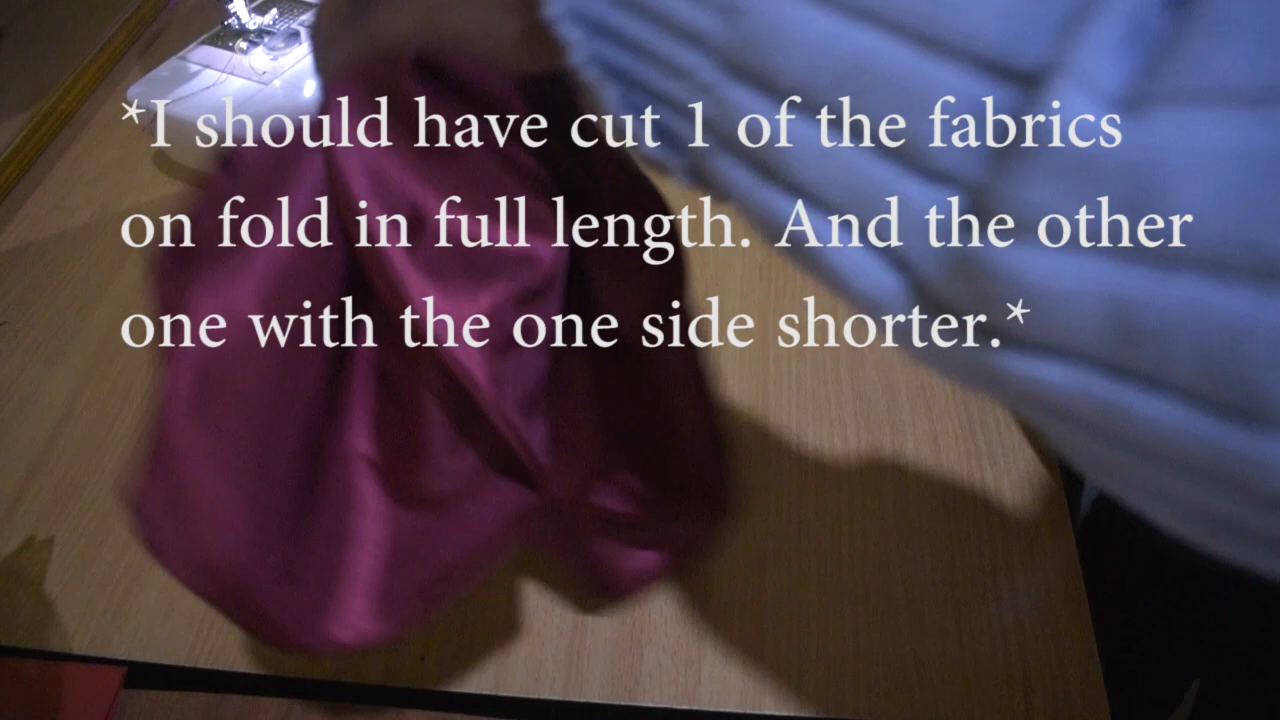 *I should have cut 1 of the fabrics
on fold in full length. And the other
one with the one side shorter.*